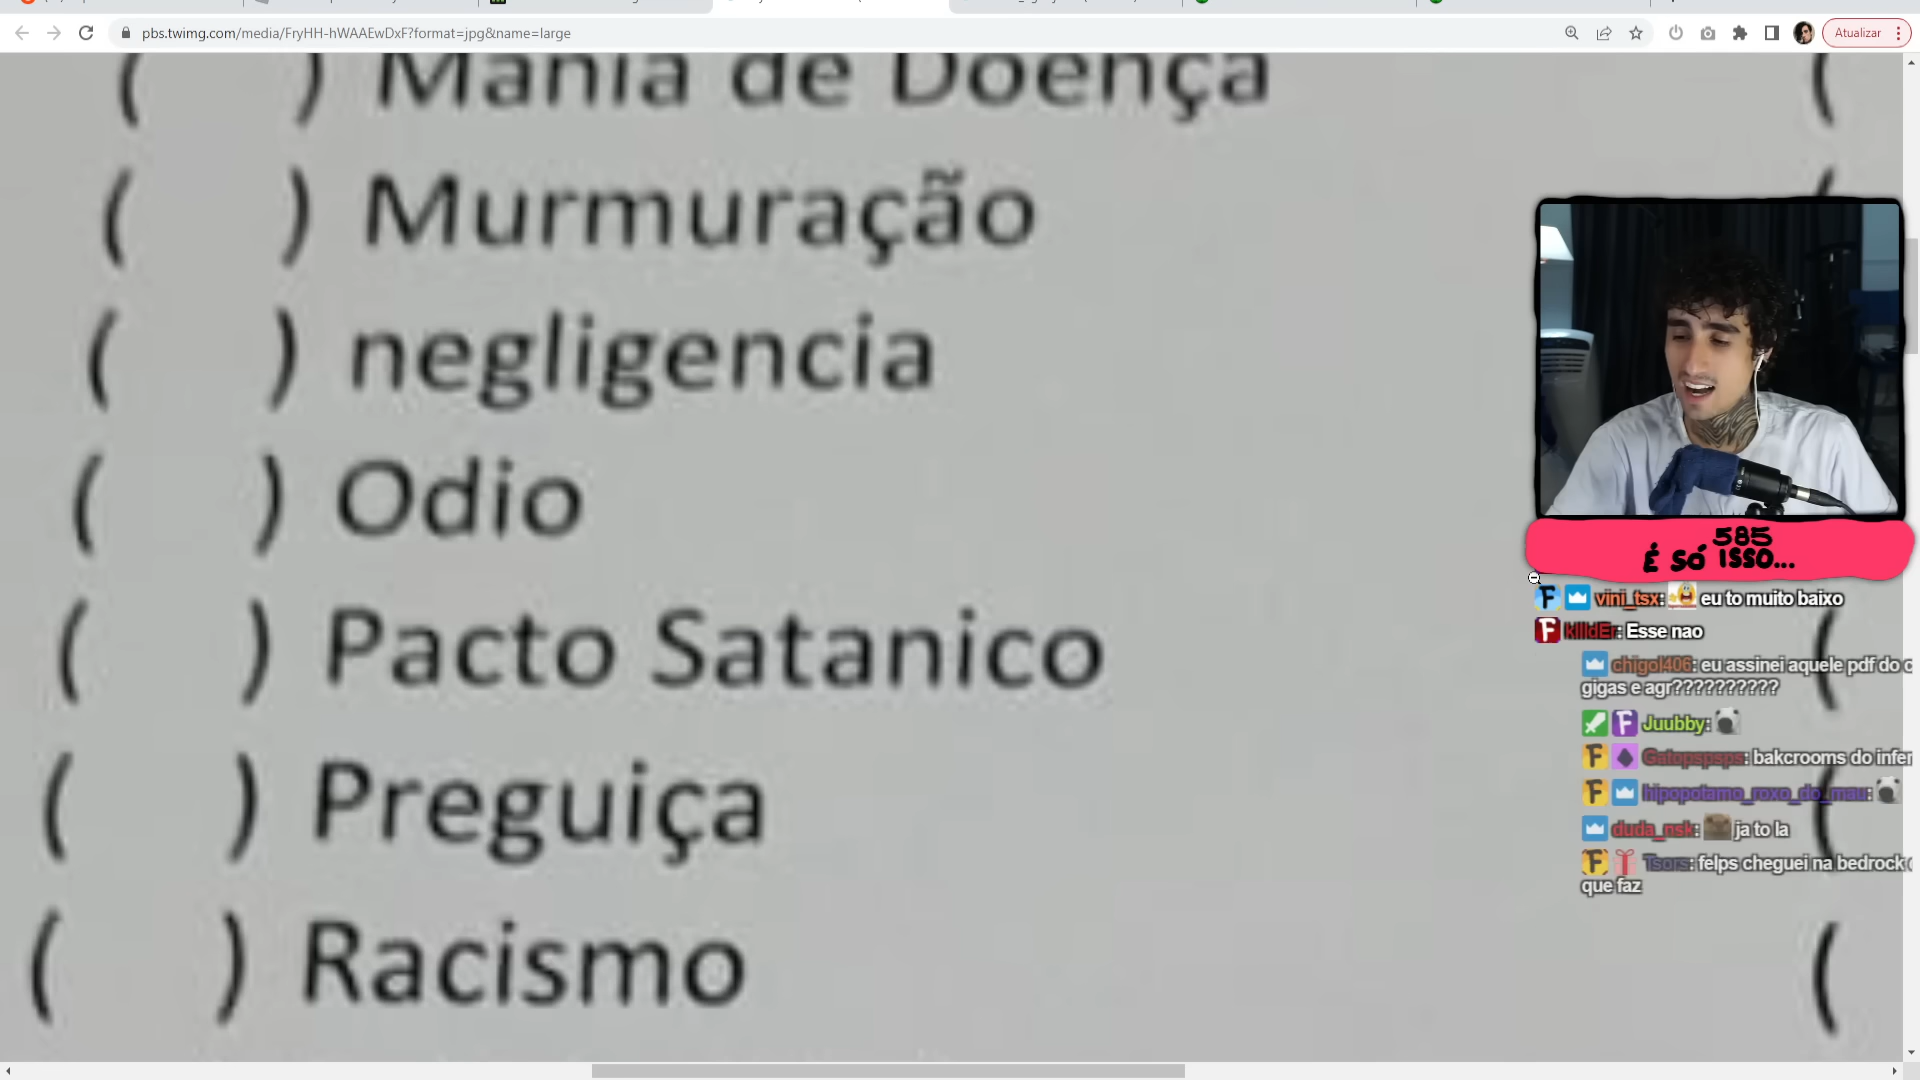 pbs.twimg.com/media/FryHH-hWAAEwDxF?format=jpg&name=large
Atualizar
( ) Mania de Doença (
( ) Murmuração
( ) negligencia
( ) Odio
( ) Pacto Satanico
( ) Preguiça
( ) Racismo (
585
É SÓ ISSO...
vini_tsx: eu to muito baixo
killdEr: Esse nao
chigol406: eu assinei aquele pdf do
gigas e agr??????????
Juubby:
Gatopspsps: bakcrooms do infer
hipopotamo_roxo_do_mau:
duda_nsk: ja to la
Tsors: felps cheguei na bedrock
que faz